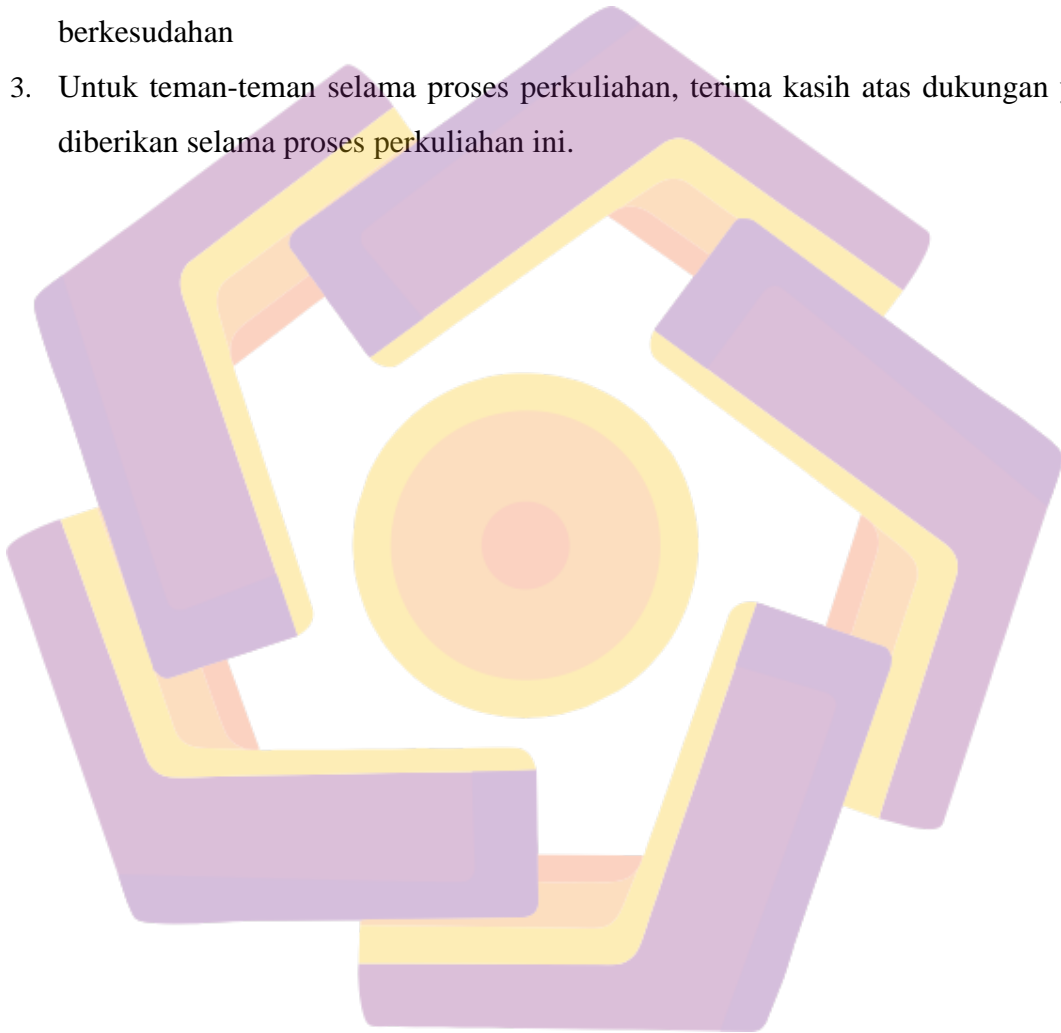 berkesudahan
3. Untuk teman-teman selama proses perkuliahan, terima kasih atas dukungan
diberikan selama proses perkuliahan ini.